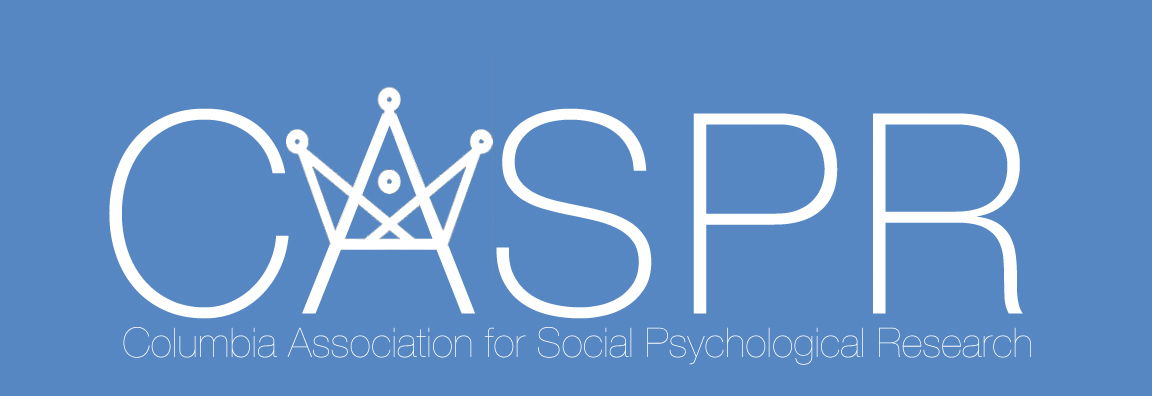 CASPR
Columbia Association for Social Psychological Research